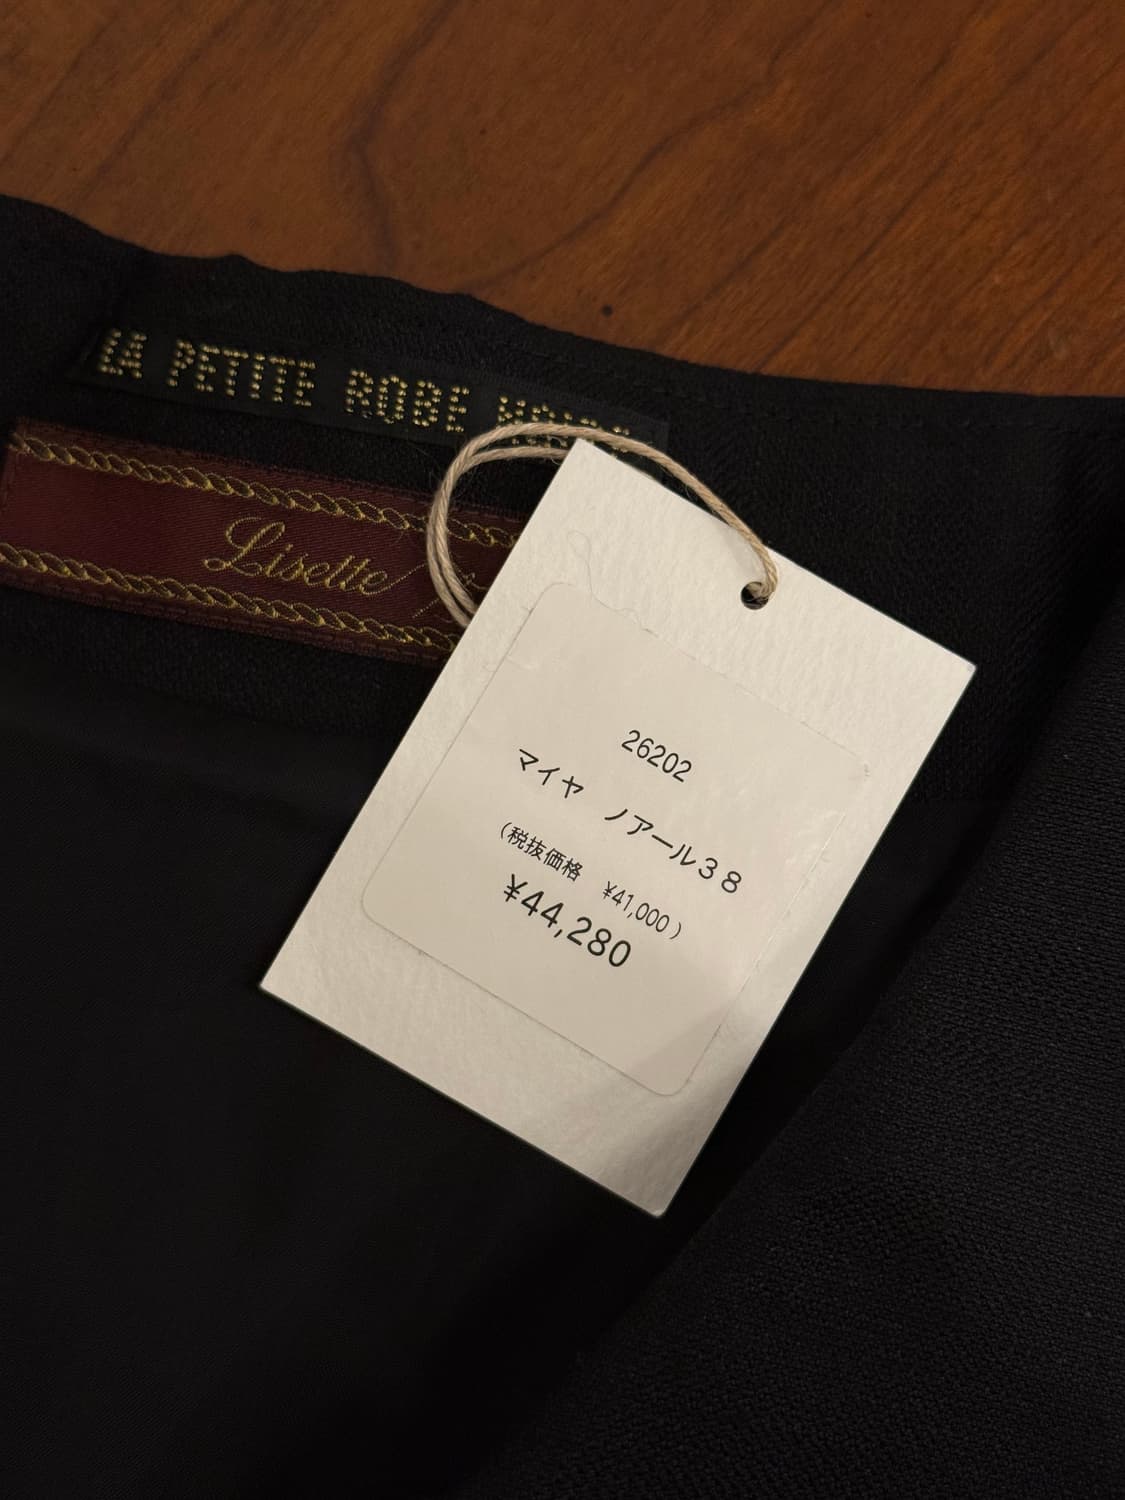 LA PETITE ROBE NOIRE
Lisette
26202
マイヤ ノアール38
(税抜価格 ¥41,000)
¥44,280